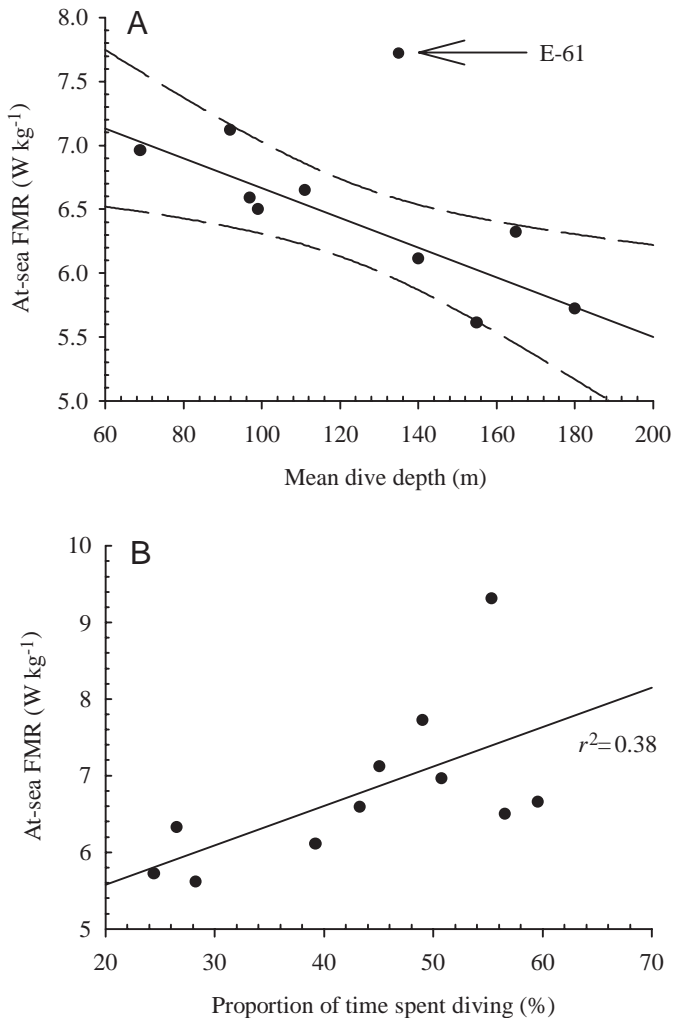 A
8.0
7.5
7.0
6.5
6.0
5.5
5.0
At-sea FMR (W kg⁻¹)
E-61
60 80 100 120 140 160 180 200
Mean dive depth (m)
B
10
9
8
7
6
5
At-sea FMR (W kg⁻¹)
r²=0.38
20 30 40 50 60 70
Proportion of time spent diving (%)